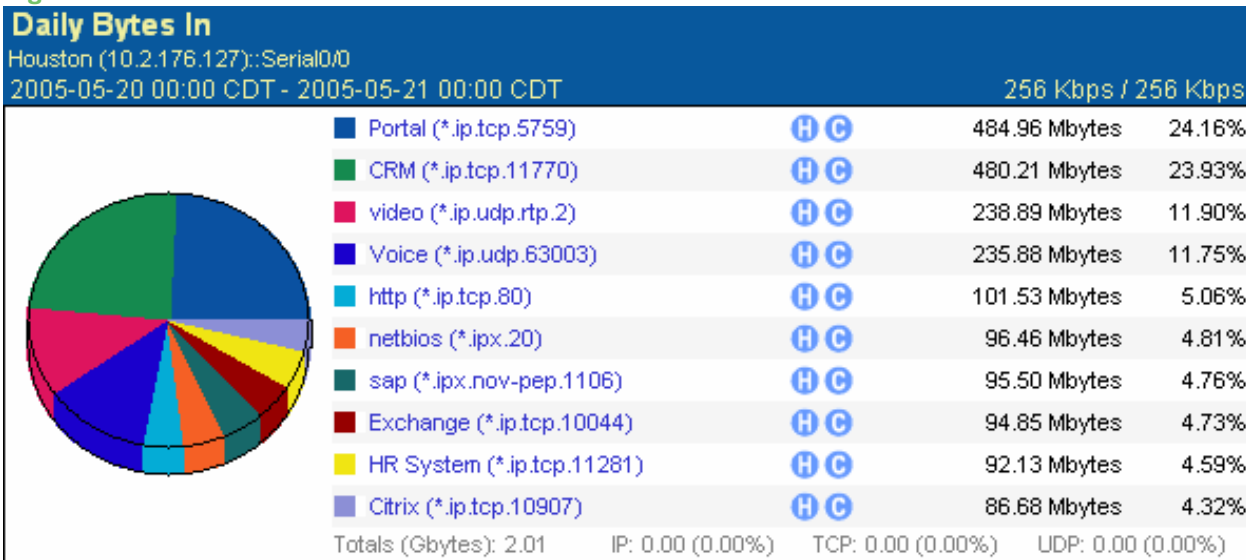 Daily Bytes In
Houston (10.2.176.127)::Serial0/0
2005-05-20 00:00 CDT - 2005-05-21 00:00 CDT 256 Kbps / 256 Kbps
Portal (*.ip.tcp.5759) H C 484.96 Mbytes 24.16%
CRM (*.ip.tcp.11770) H C 480.21 Mbytes 23.93%
video (*.ip.udp.rtp.2) H C 238.89 Mbytes 11.90%
Voice (*.ip.udp.63003) H C 235.88 Mbytes 11.75%
http (*.ip.tcp.80) H C 101.53 Mbytes 5.06%
netbios (*.ipx.20) H C 96.46 Mbytes 4.81%
sap (*.ipx.nov-pep.1106) H C 95.50 Mbytes 4.76%
Exchange (*.ip.tcp.10044) H C 94.85 Mbytes 4.73%
HR System (*.ip.tcp.11281) H C 92.13 Mbytes 4.59%
Citrix (*.ip.tcp.10907) H C 86.68 Mbytes 4.32%
Totals (Gbytes): 2.01 IP: 0.00 (0.00%) TCP: 0.00 (0.00%) UDP: 0.00 (0.00%)